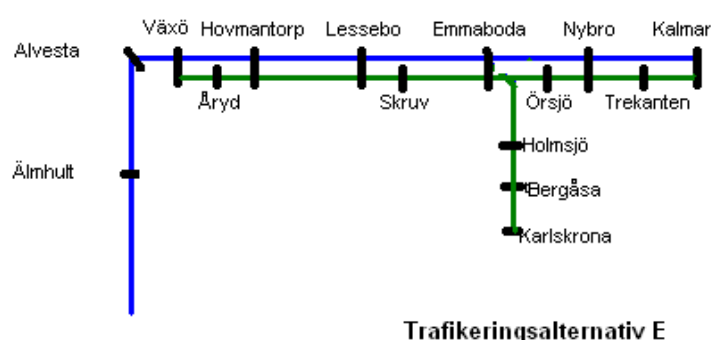 Växö Hovmantorp Lessebo Emmaboda Nybro Kalmar
Alvesta
Åryd Skruv Örsjö Trekanten
Holmsjö
Älmhult
Bergåsa
Karlskrona
Trafikeringsalternativ E